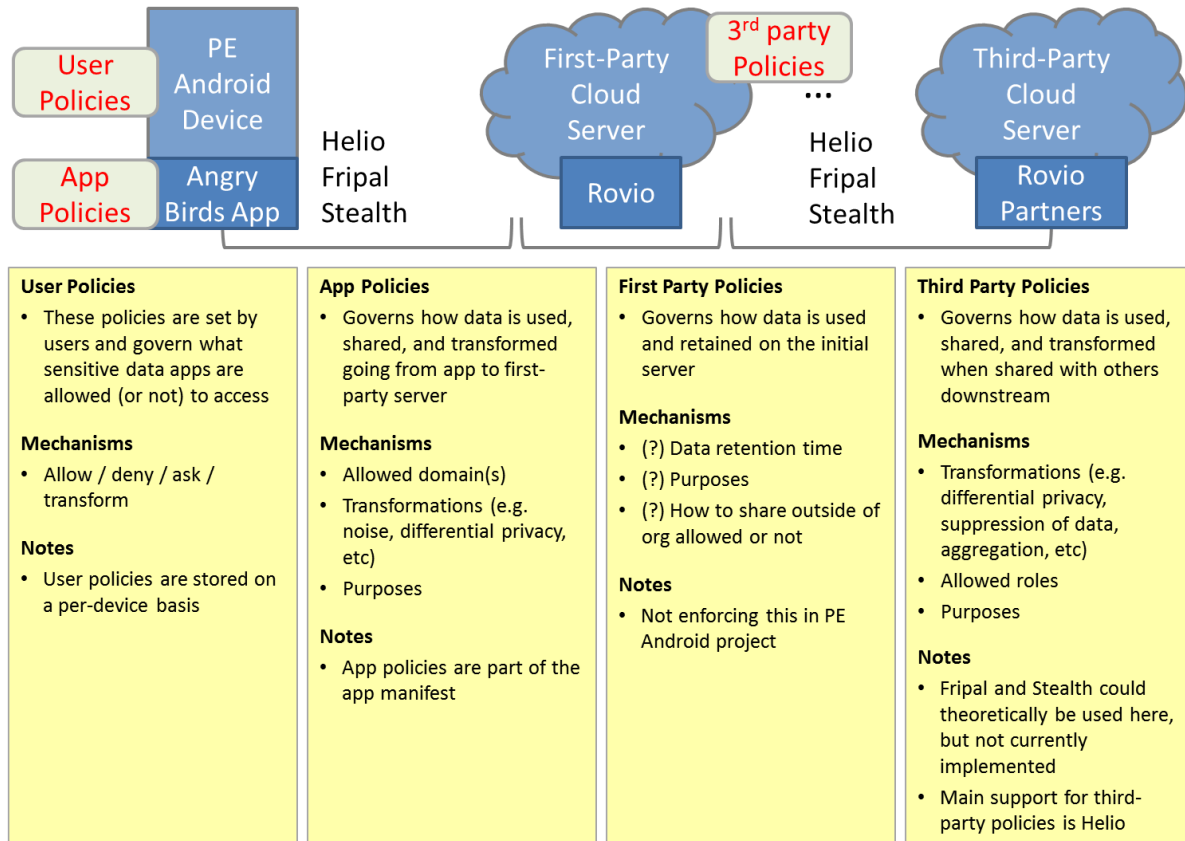 User
Policies
PE
Android
Device
App
Policies
Angry
Birds App
Helio
Fripal
Stealth
First-Party
Cloud
Server
Rovio
3rd party
Policies
...
Helio
Fripal
Stealth
Third-Party
Cloud
Server
Rovio
Partners
User Policies
• These policies are set by
users and govern what
sensitive data apps are
allowed (or not) to access
Mechanisms
• Allow / deny / ask /
transform
Notes
• User policies are stored on
a per-device basis
App Policies
• Governs how data is used,
shared, and transformed
going from app to first-
party server
Mechanisms
• Allowed domain(s)
• Transformations (e.g.
noise, differential privacy,
etc)
• Purposes
Notes
• App policies are part of the
app manifest
First Party Policies
• Governs how data is used
and retained on the initial
server
Mechanisms
• (?) Data retention time
• (?) Purposes
• (?) How to share outside of
org allowed or not
Notes
• Not enforcing this in PE
Android project
Third Party Policies
• Governs how data is used,
shared, and transformed
when shared with others
downstream
Mechanisms
• Transformations (e.g.
differential privacy,
suppression of data,
aggregation, etc)
• Allowed roles
• Purposes
Notes
• Fripal and Stealth could
theoretically be used here,
but not currently
implemented
• Main support for third-
party policies is Helio